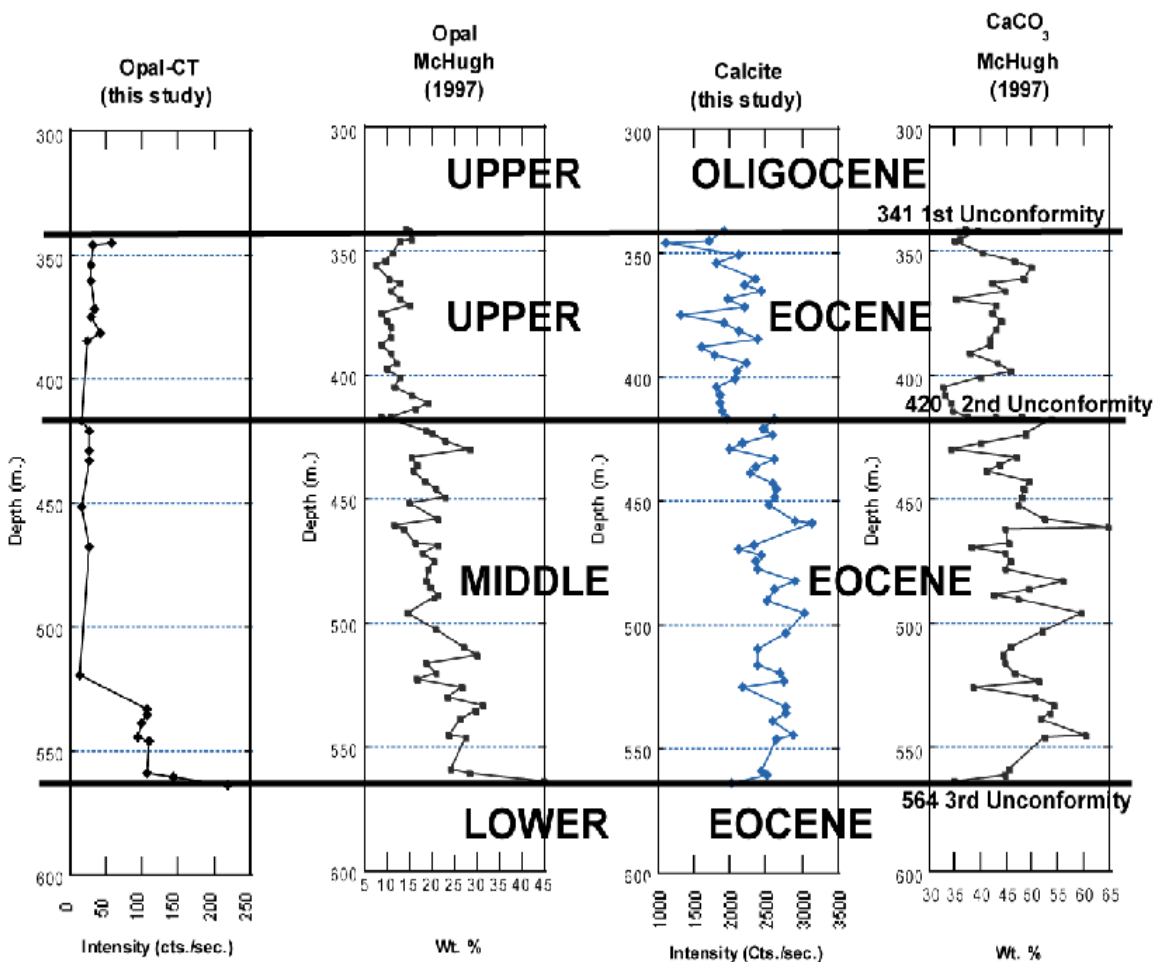 Opal-CT
(this study)
Opal
McHugh
(1997)
Calcite
(this study)
CaCO3
McHugh
(1997)
300
350
400
450
500
550
600
Depth (m.)
0
50
100
150
200
250
Intensity (cts./sec.)
300
350
400
450
500
550
600
Depth (m.)
5 10 15 20 25 30 35 40 45
Wt. %
300
350
400
450
500
550
600
Depth (m.)
1000
1500
2000
2500
3000
3500
Intensity (Cts./sec.)
300
350
400
450
500
550
600
Depth (m.)
30 35 40 45 50 55 60 65
Wt. %
UPPER OLIGOCENE
341 1st Unconformity
UPPER EOCENE
420 2nd Unconformity
MIDDLE EOCENE
564 3rd Unconformity
LOWER EOCENE